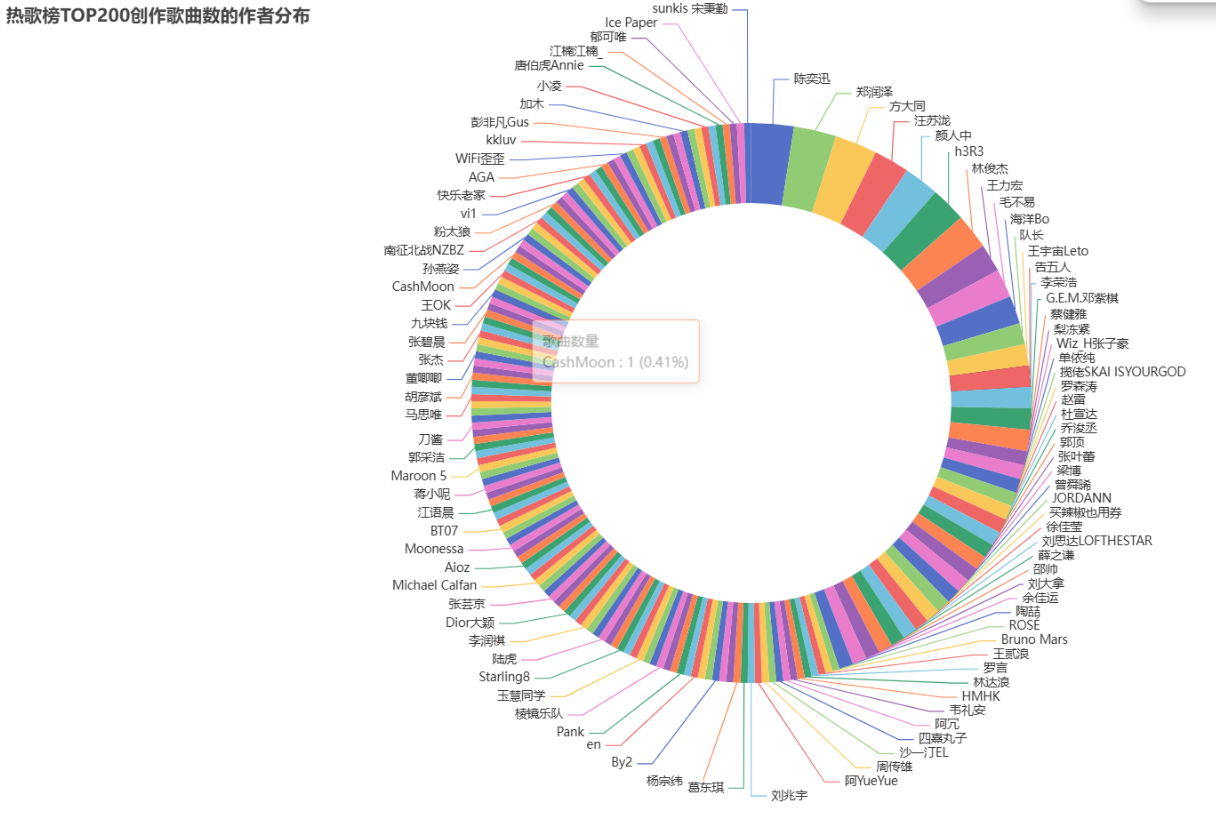 热歌榜TOP200创作歌曲数的作者分布
sunkis 宋秉勤
Ice Paper
郁可唯
江楠江楠_
唐伯虎Annie
小凌
加木
彭非凡Gus
kkluv
WiFi歪歪
AGA
快乐老家
vi1
粉太狼
南征北战NZBZ
孙燕姿
CashMoon
王OK
九块钱
张碧晨
张杰
董唧唧
胡彦斌
马思唯
刀酱
郭采洁
Maroon 5
蒋小呢
江语晨
BT07
Moonessa
Aioz
Michael Calfan
张芸京
Dior大颖
李润祺
陆虎
Starling8
玉慧同学
棱镜乐队
Pank
en
By2
杨宗纬
葛东琪
歌曲数量
CashMoon : 1 (0.41%)
陈奕迅
郑润泽
方大同
汪苏泷
颜人中
h3R3
林俊杰
王力宏
毛不易
海洋Bo
队长
王宇宙Leto
告五人
李荣浩
G.E.M.邓紫棋
蔡健雅
梨冻紧
Wiz_H张子豪
单依纯
揽佬SKAI ISYOURGOD
罗森涛
赵雷
杜宣达
乔浚丞
郭顶
张叶蕾
梁博
曾舜晞
JORDANN
买辣椒也用券
徐佳莹
刘思达LOFTHESTAR
薛之谦
邵帅
刘大拿
余佳运
陶喆
ROSÉ
Bruno Mars
王贰浪
罗言
林达浪
HMHK
韦礼安
阿冗
四熹丸子
沙一汀EL
周传雄
阿YueYue
刘兆宇